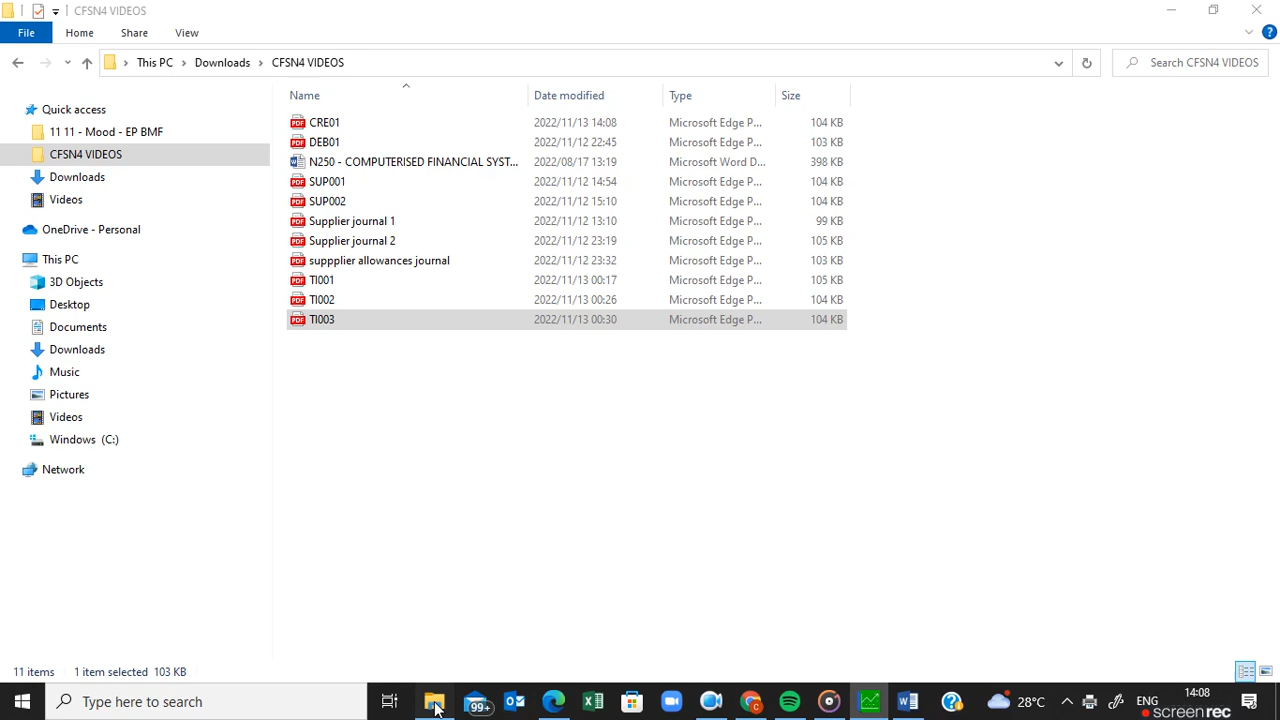 CFSN4 VIDEOS
File Home Share View
This PC Downloads CFSN4 VIDEOS Search CFSN4 VIDEOS
Name Date modified Type Size
Quick access
11 11 - Mood - EP BMF
CFSN4 VIDEOS
Downloads
Videos
OneDrive - Personal
This PC
3D Objects
Desktop
Documents
Downloads
Music
Pictures
Videos
Windows (C:)
Network
CRE01 2022/11/13 14:08 Microsoft Edge P... 104 KB
DEB01 2022/11/12 22:45 Microsoft Edge P... 103 KB
N250 - COMPUTERISED FINANCIAL SYST... 2022/08/17 13:19 Microsoft Word D... 398 KB
SUP001 2022/11/12 14:54 Microsoft Edge P... 104 KB
SUP002 2022/11/12 15:10 Microsoft Edge P... 104 KB
Supplier journal 1 2022/11/12 13:10 Microsoft Edge P... 99 KB
Supplier journal 2 2022/11/12 23:19 Microsoft Edge P... 105 KB
suppplier allowances journal 2022/11/12 23:32 Microsoft Edge P... 103 KB
TI001 2022/11/13 00:17 Microsoft Edge P... 105 KB
TI002 2022/11/13 00:26 Microsoft Edge P... 104 KB
TI003 2022/11/13 00:30 Microsoft Edge P... 104 KB
11 items 1 item selected 103 KB
Type here to search 99+ 28°C ENG 14:08
screenrec